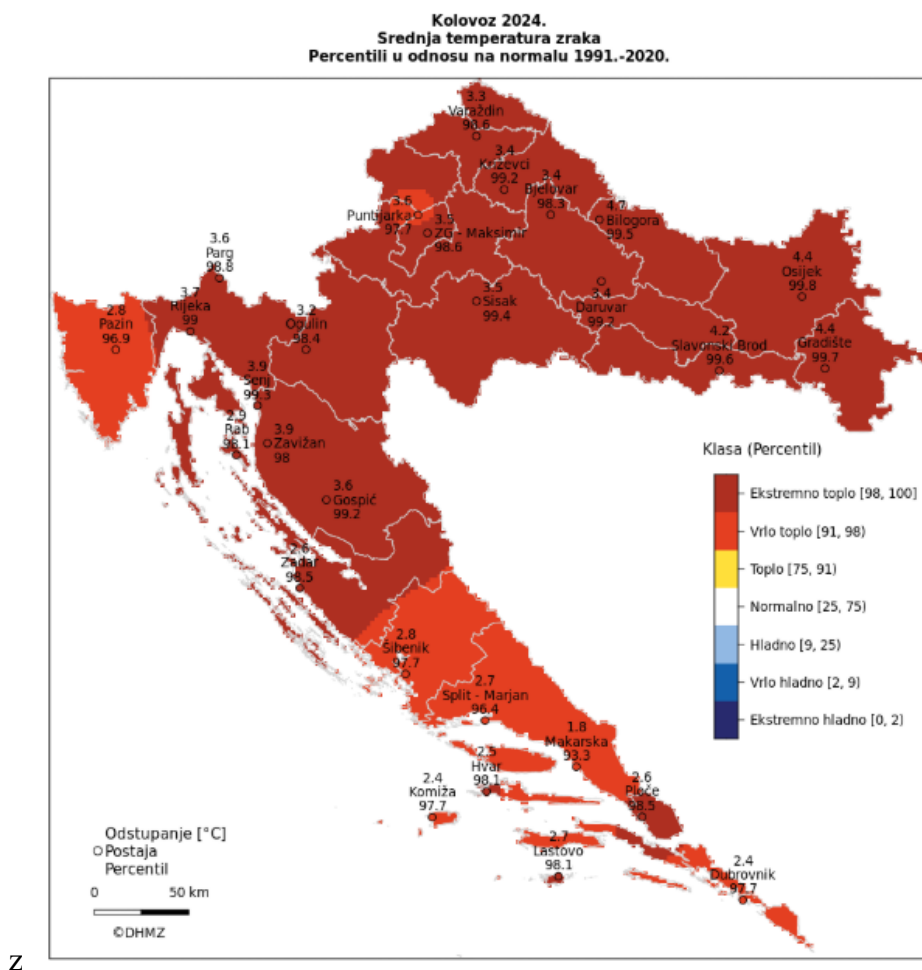 Kolovoz 2024.
Srednja temperatura zraka
Percentili u odnosu na normalu 1991.-2020.
3.3
Varaždin
98.6
3.4
Križevci
99.2
3.4
Bjelovar
98.3
3.6
Puntijarka
97.7
3.5
ZG - Maksimir
98.6
4.7
Bilogora
99.5
3.6
Parg
98.8
4.4
Osijek
99.8
3.7
Rijeka
99
2.8
Pazin
96.9
3.2
Ogulin
98.4
3.5
Sisak
99.4
3.4
Daruvar
99.2
4.2
Slavonski Brod
99.6
4.4
Gradište
99.7
3.9
Senj
99.3
2.9
Rab
98.1
3.9
Zavižan
98
3.6
Gospić
99.2
2.6
Zadar
98.5
2.8
Šibenik
97.7
2.7
Split - Marjan
96.4
1.8
Makarska
93.3
2.5
Hvar
98.1
2.4
Komiža
97.7
2.6
Ploče
98.5
2.7
Lastovo
98.1
2.4
Dubrovnik
97.7
Klasa (Percentil)
Ekstremno toplo [98, 100]
Vrlo toplo [91, 98)
Toplo [75, 91)
Normalno [25, 75)
Hladno [9, 25)
Vrlo hladno [2, 9)
Ekstremno hladno [0, 2)
Odstupanje [°C]
Postaja
Percentil
0 50 km
©DHMZ
z